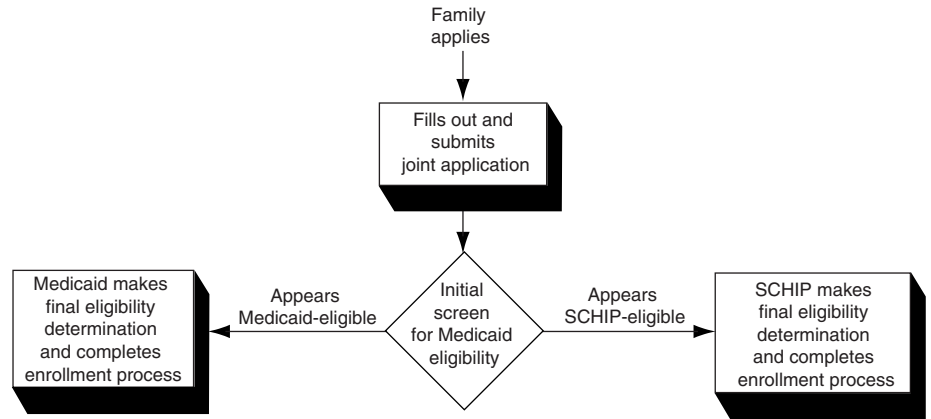 Family
applies
Fills out and
submits
joint application
Medicaid makes
final eligibility
determination
and completes
enrollment process
Appears
Medicaid-eligible
Initial
screen
for Medicaid
eligibility
Appears
SCHIP-eligible
SCHIP makes
final eligibility
determination
and completes
enrollment process